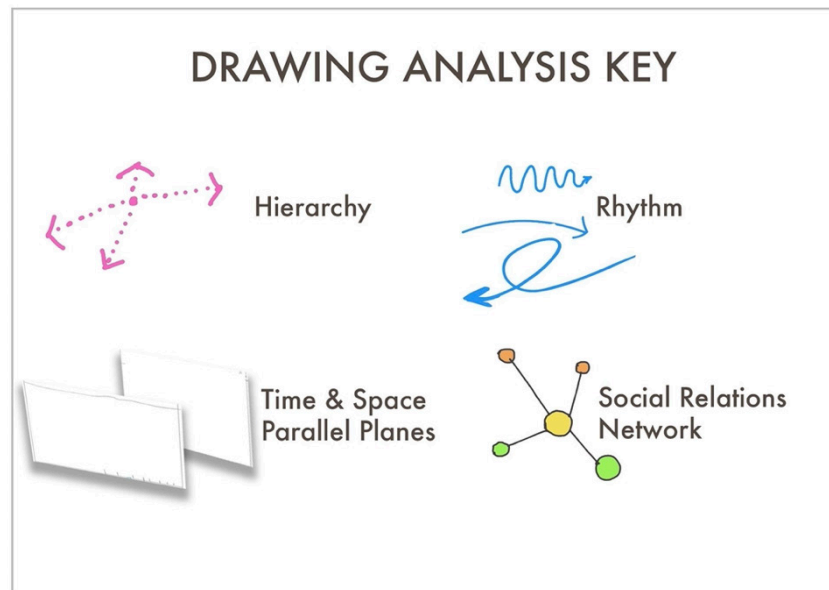 DRAWING ANALYSIS KEY
Hierarchy
Rhythm
Time & Space
Parallel Planes
Social Relations
Network